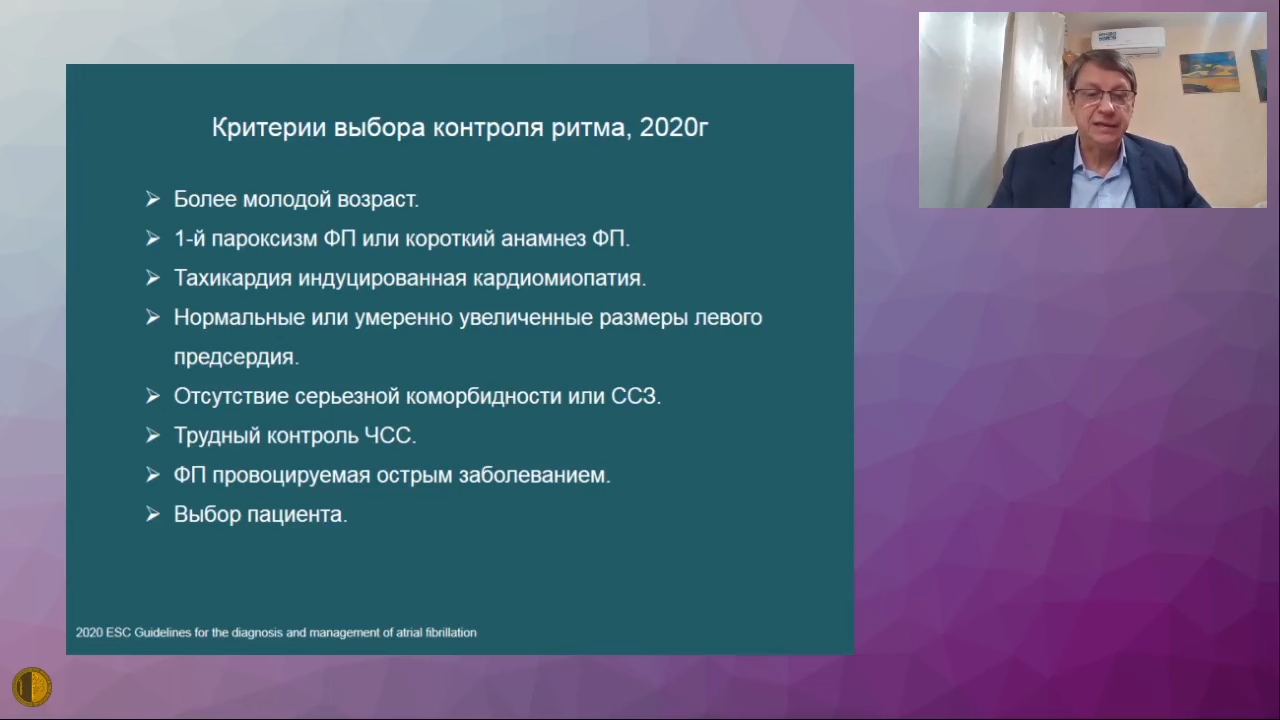 Критерии выбора контроля ритма, 2020г
Более молодой возраст.
1-й пароксизм ФП или короткий анамнез ФП.
Тахикардия индуцированная кардиомиопатия.
Нормальные или умеренно увеличенные размеры левого
предсердия.
Отсутствие серьезной коморбидности или ССЗ.
Трудный контроль ЧСС.
ФП провоцируемая острым заболеванием.
Выбор пациента.
2020 ESC Guidelines for the diagnosis and management of atrial fibrillation